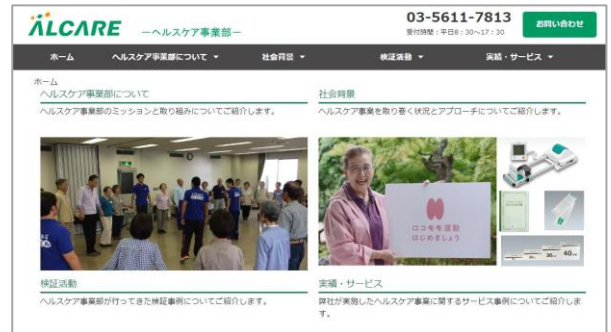 ALCARE －ヘルスケア事業部－
03-5611-7813
受付時間：平日8：30～17：30
お問い合わせ
ホーム
ヘルスケア事業部について
社会背景
検証活動
実績・サービス
ホーム
ヘルスケア事業部について
ヘルスケア事業部のミッションと取り組みについてご紹介します。
社会背景
ヘルスケア事業を取り巻く状況とアプローチについてご紹介します。
ロコモモ運動
はじめましょう
40
検証活動
ヘルスケア事業部が行ってきた検証事例についてご紹介します。
実績・サービス
弊社が実施したヘルスケア事業に関するサービス事例についてご紹介しま
す。